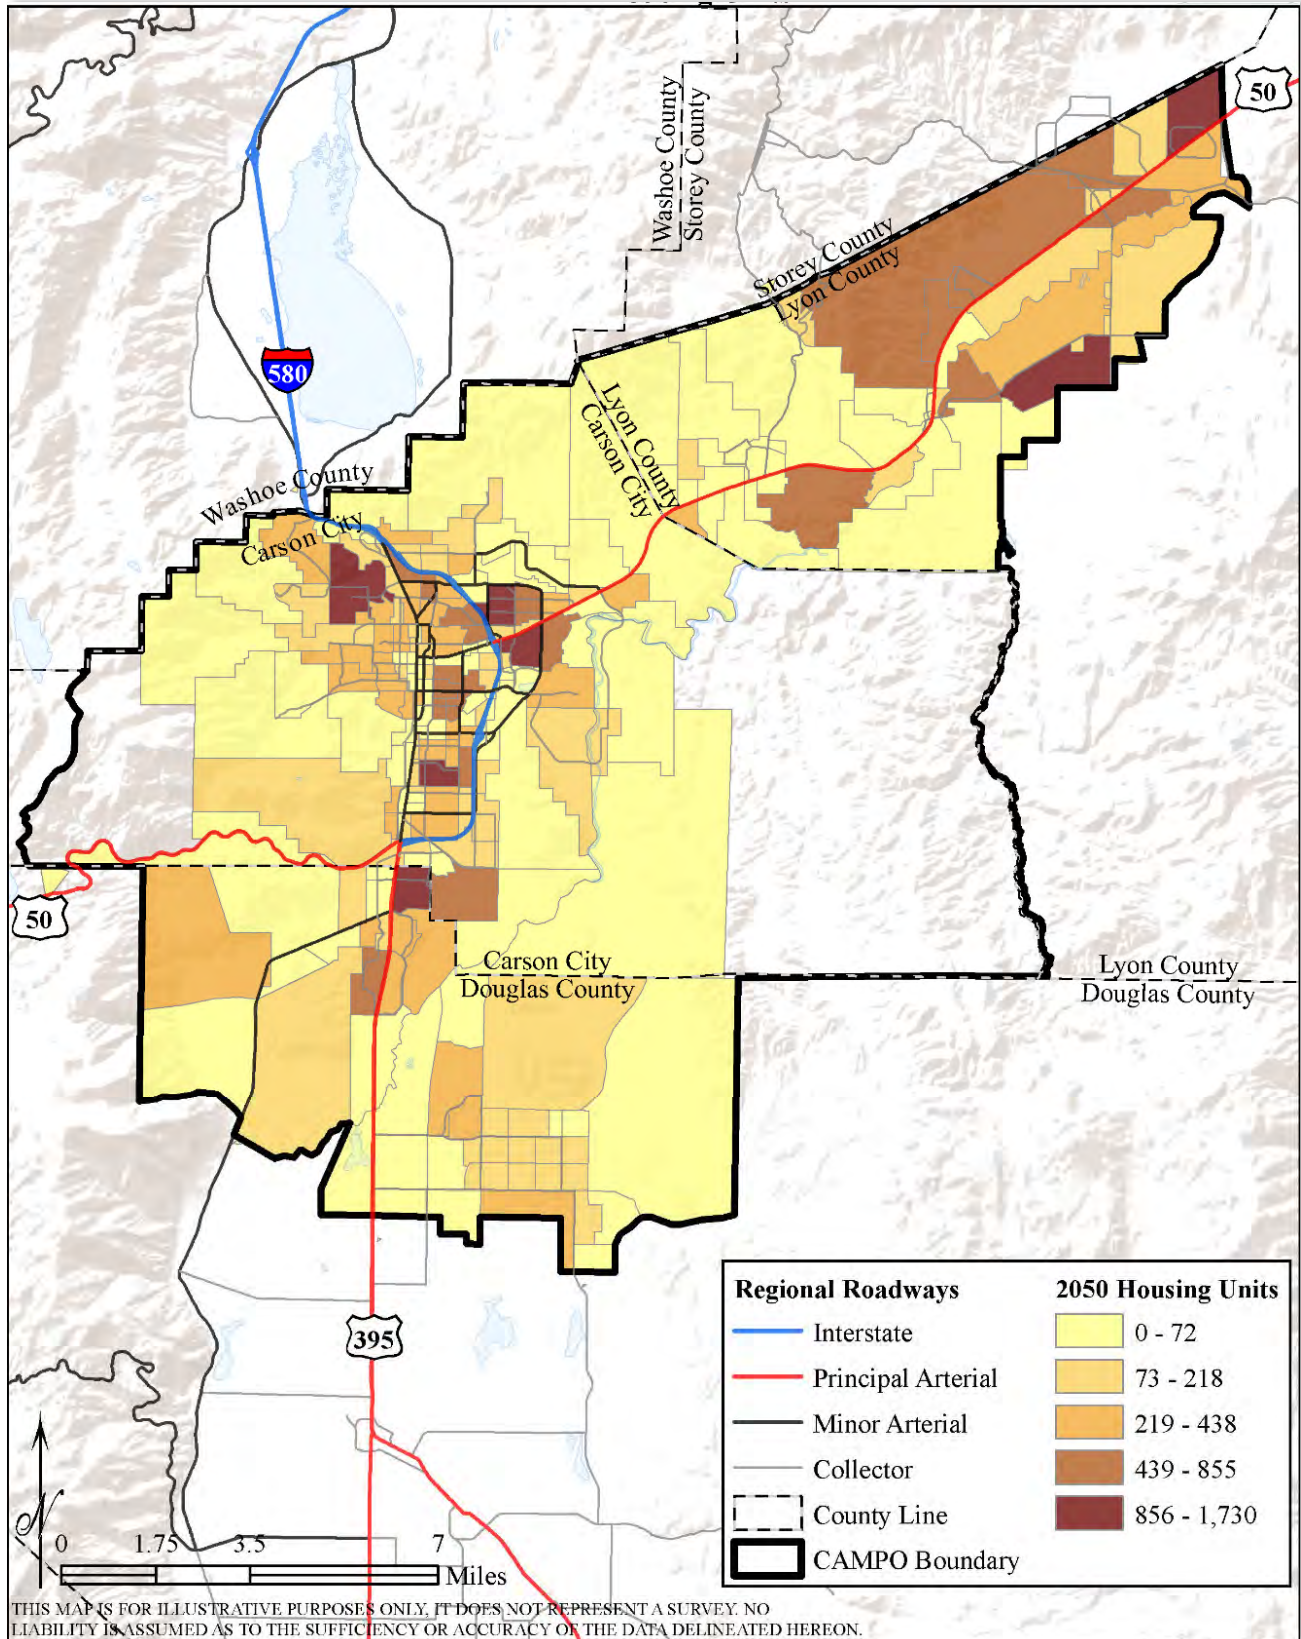 50
Washoe County
Storey County
Storey County
Lyon County
580
Lyon County
Carson City
Washoe County
Carson City
50
Carson City
Douglas County
Lyon County
Douglas County
395
Regional Roadways
Interstate
Principal Arterial
Minor Arterial
Collector
County Line
CAMPO Boundary
2050 Housing Units
0 - 72
73 - 218
219 - 438
439 - 855
856 - 1,730
N
0 1.75 3.5 7
Miles
THIS MAP IS FOR ILLUSTRATIVE PURPOSES ONLY, IT DOES NOT REPRESENT A SURVEY. NO
LIABILITY IS ASSUMED AS TO THE SUFFICIENCY OR ACCURACY OF THE DATA DELINEATED HEREON.